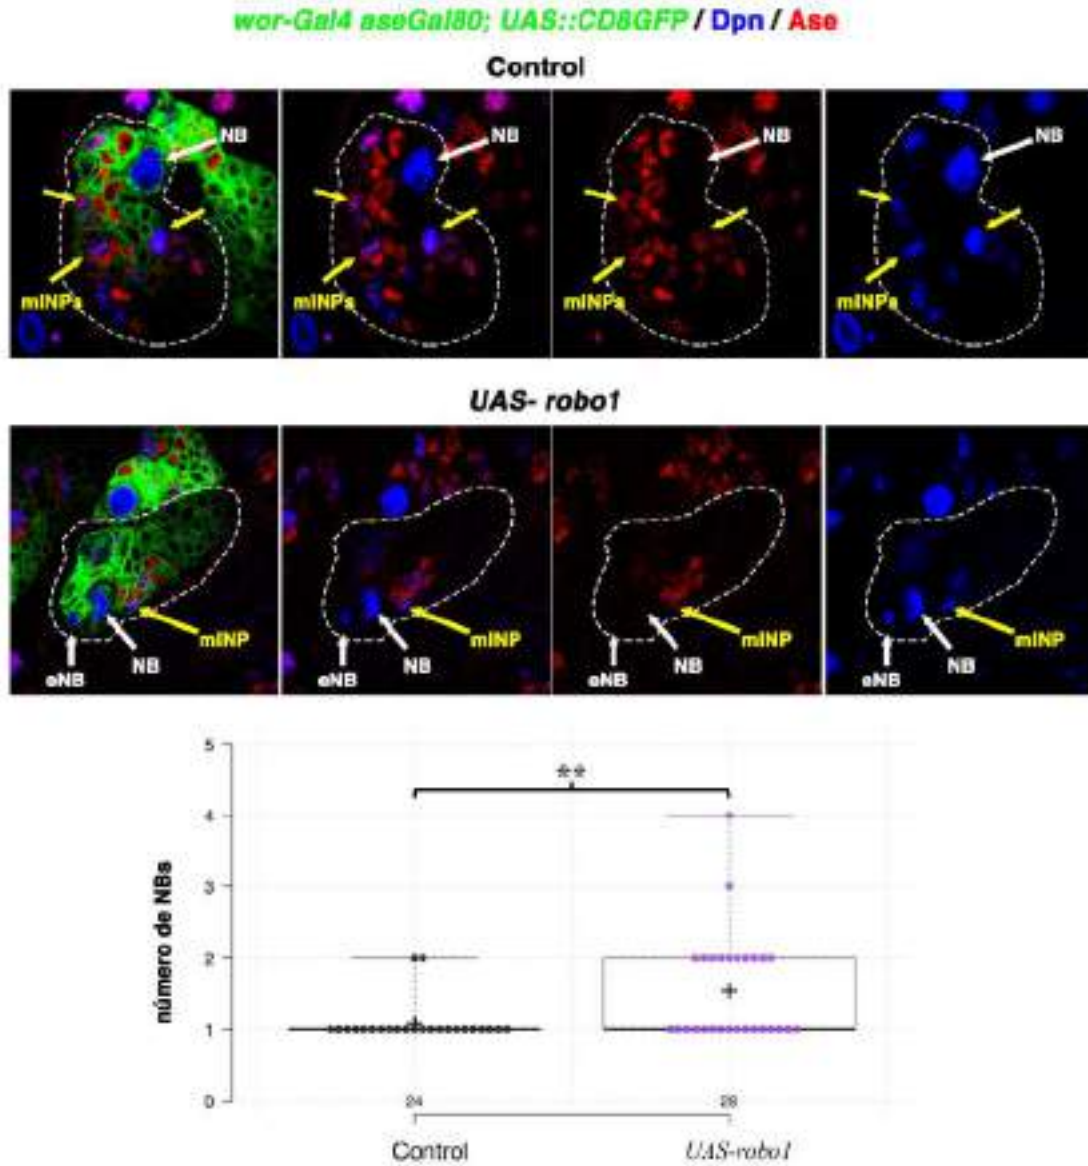 wor-Gal4 aseGal80; UAS::CD8GFP / Dpn / Ase
Control
NB NB NB
mINPs mINPs mINPs mINPs
UAS- robo1
mINP mINP mINP mINP
NB NB NB NB
eNB eNB eNB eNB
5
**
4
3
2
1
0
número de NBs
24 28
Control UAS-robo1